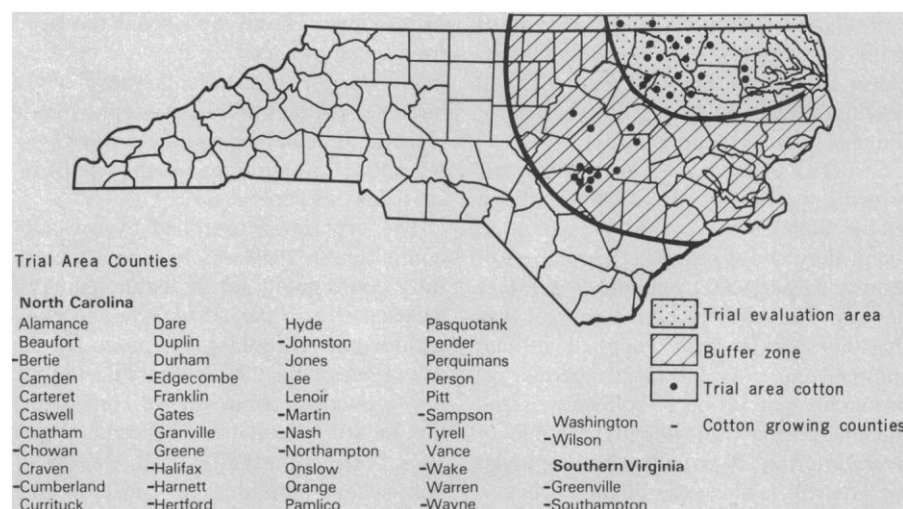 Trial Area Counties
North Carolina
Alamance
Beaufort
-Bertie
Camden
Carteret
Caswell
Chatham
-Chowan
Craven
-Cumberland
Currituck
Dare
Duplin
Durham
-Edgecombe
Franklin
Gates
Granville
Greene
-Halifax
-Harnett
-Hertford
Hyde
-Johnston
Jones
Lee
Lenoir
-Martin
-Nash
-Northampton
Onslow
Orange
Pamlico
Pasquotank
Pender
Perquimans
Person
Pitt
-Sampson
Tyrell
Vance
-Wake
Warren
-Wayne
Washington
-Wilson
Southern Virginia
-Greenville
-Southampton
Trial evaluation area
Buffer zone
Trial area cotton
- Cotton growing counties